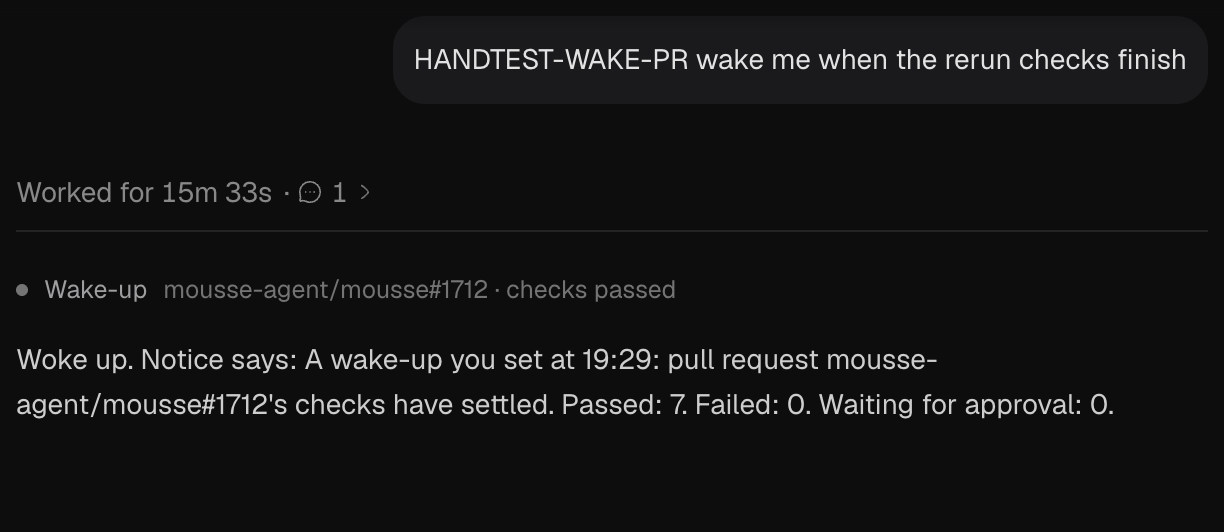 HANDTEST-WAKE-PR wake me when the rerun checks finish
Worked for 15m 33s · 1 >
Wake-up mousse-agent/mousse#1712 · checks passed
Woke up. Notice says: A wake-up you set at 19:29: pull request mousse-
agent/mousse#1712's checks have settled. Passed: 7. Failed: 0. Waiting for approval: 0.